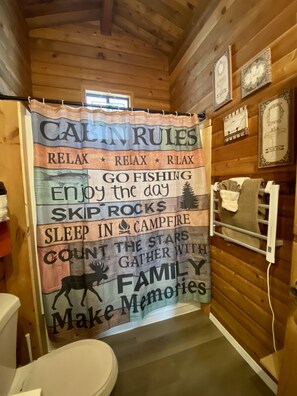 CABIN RULES
RELAX • RELAX • RELAX
GO FISHING
Enjoy the day
SKIP ROCKS
SLEEP IN CAMPFIRE
COUNT THE STARS
GATHER WITH
FAMILY
Make Memories